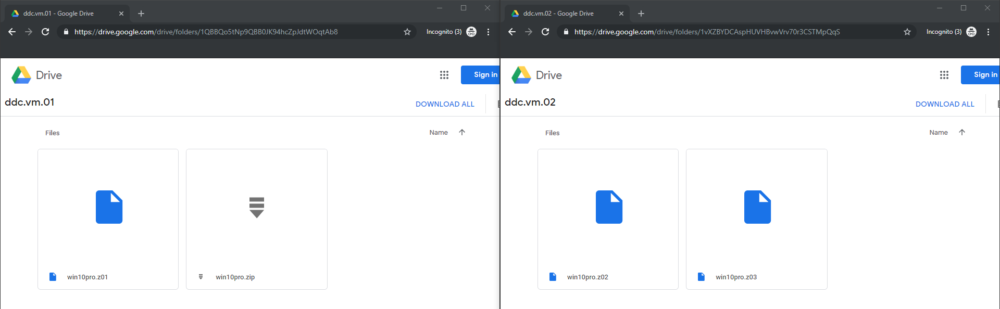 ddc.vm.01 - Google Drive
https://drive.google.com/drive/folders/1QBBQo5tNp9QBB0JK94hcZpJdtWOqtAb8
Incognito (3)
Drive
Sign in
ddc.vm.01
DOWNLOAD ALL
Files
Name
win10pro.z01
win10pro.zip
ddc.vm.02 - Google Drive
https://drive.google.com/drive/folders/1vXZBYDCAspHUVHBvwVrv70r3CSTMpQqS
Incognito (3)
Drive
Sign in
ddc.vm.02
DOWNLOAD ALL
Files
Name
win10pro.z02
win10pro.z03